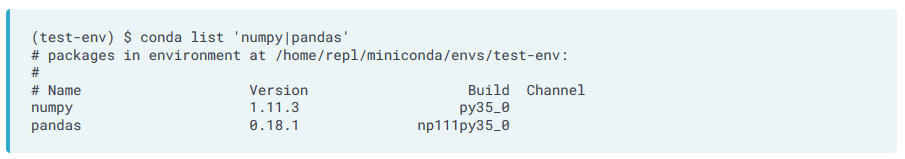 (test-env) $ conda list 'numpy|pandas'
# packages in environment at /home/repl/miniconda/envs/test-env:
#
# Name                    Version                   Build  Channel
numpy                     1.11.3                   py35_0
pandas                    0.18.1              np111py35_0